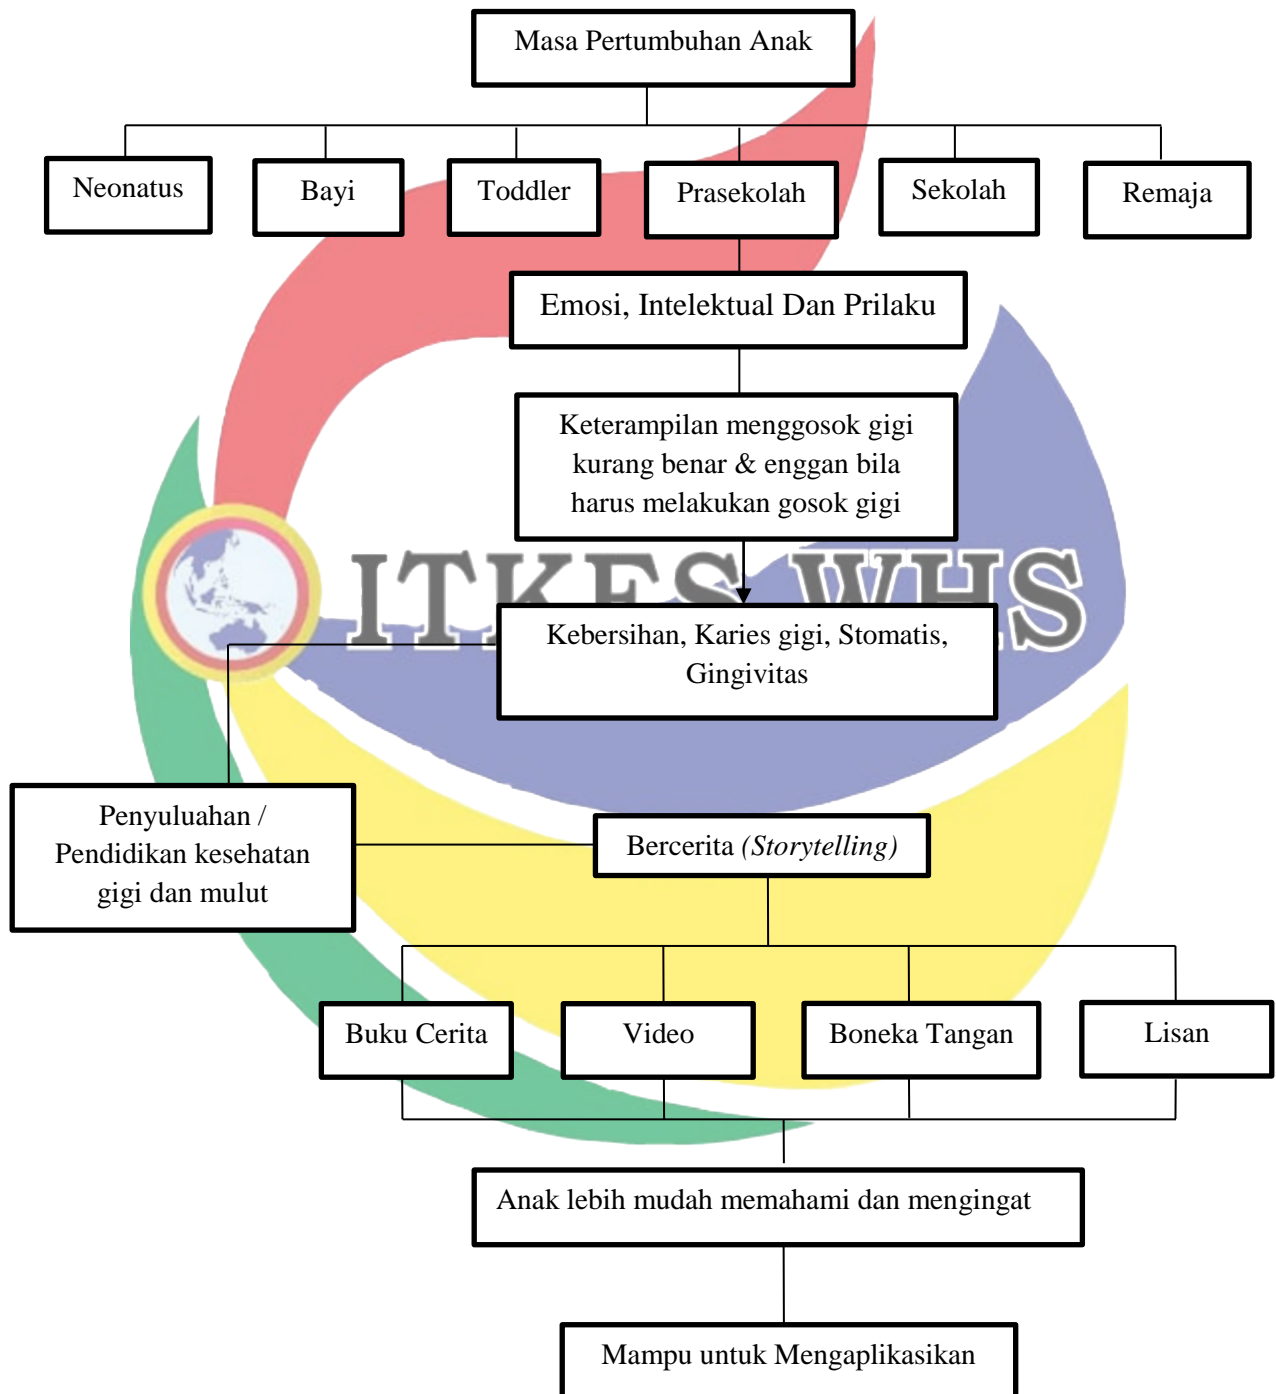 Masa Pertumbuhan Anak
Neonatus
Bayi
Toddler
Prasekolah
Sekolah
Remaja
Emosi, Intelektual Dan Prilaku
Keterampilan menggosok gigi
kurang benar & enggan bila
harus melakukan gosok gigi
ITKES WHS
Kebersihan, Karies gigi, Stomatis,
Gingivitas
Penyuluahan /
Pendidikan kesehatan
gigi dan mulut
Bercerita (Storytelling)
Buku Cerita
Video
Boneka Tangan
Lisan
Anak lebih mudah memahami dan mengingat
Mampu untuk Mengaplikasikan